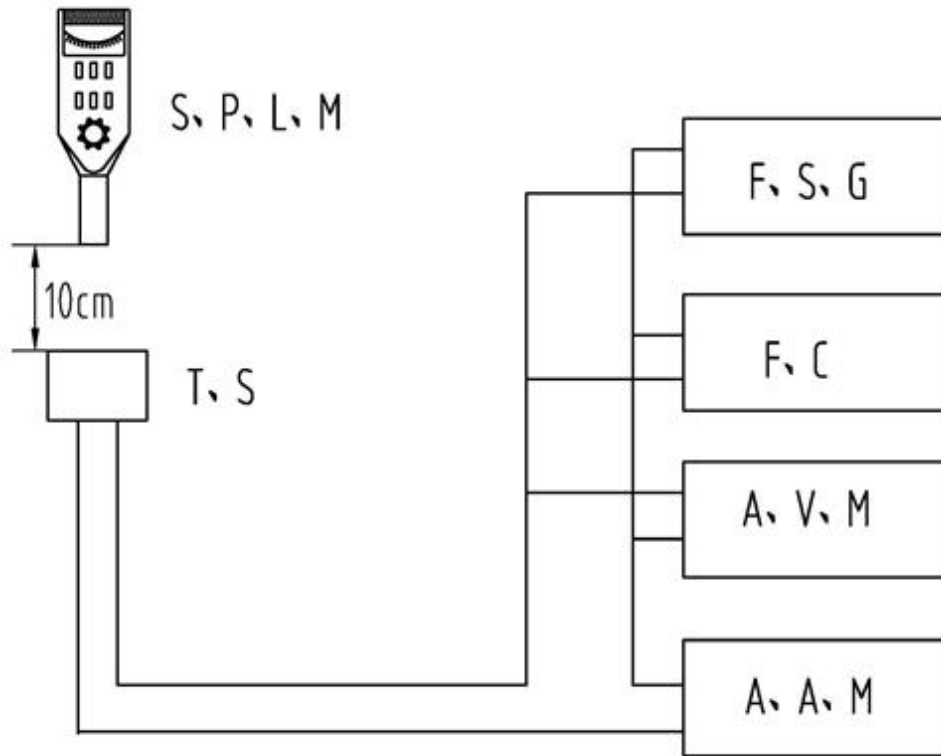 S、P、L、M
F、S、G
10cm
F、C
T、S
A、V、M
A、A、M